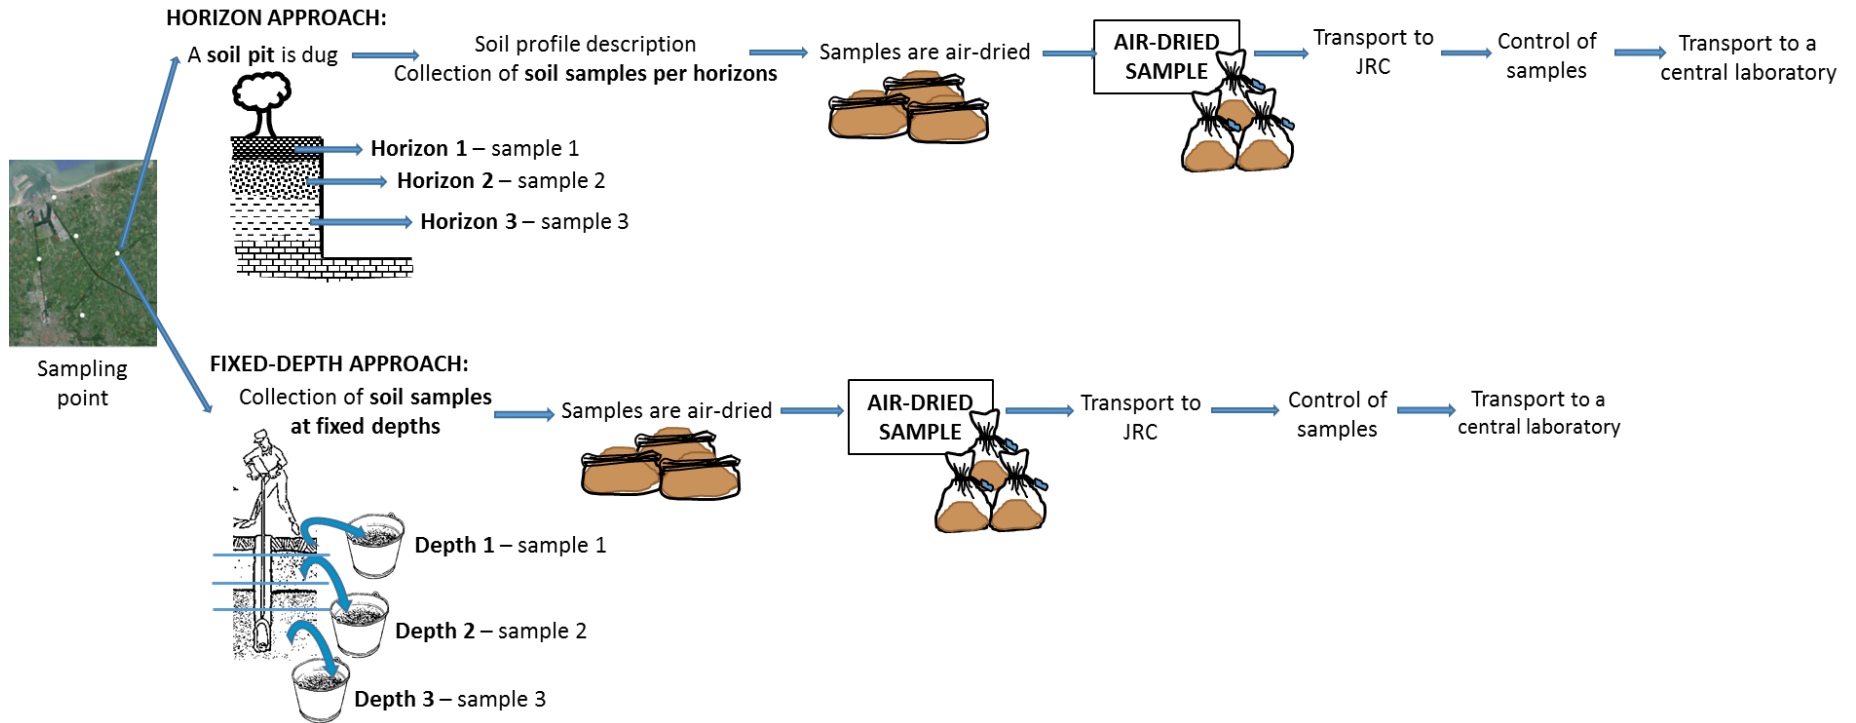 HORIZON APPROACH:
A soil pit is dug
Soil profile description
Collection of soil samples per horizons
Samples are air-dried
AIR-DRIED
SAMPLE
Transport to
JRC
Control of
samples
Transport to a
central laboratory
Horizon 1 – sample 1
Horizon 2 – sample 2
Horizon 3 – sample 3
Sampling
point
FIXED-DEPTH APPROACH:
Collection of soil samples
at fixed depths
Samples are air-dried
AIR-DRIED
SAMPLE
Transport to
JRC
Control of
samples
Transport to a
central laboratory
Depth 1 – sample 1
Depth 2 – sample 2
Depth 3 – sample 3